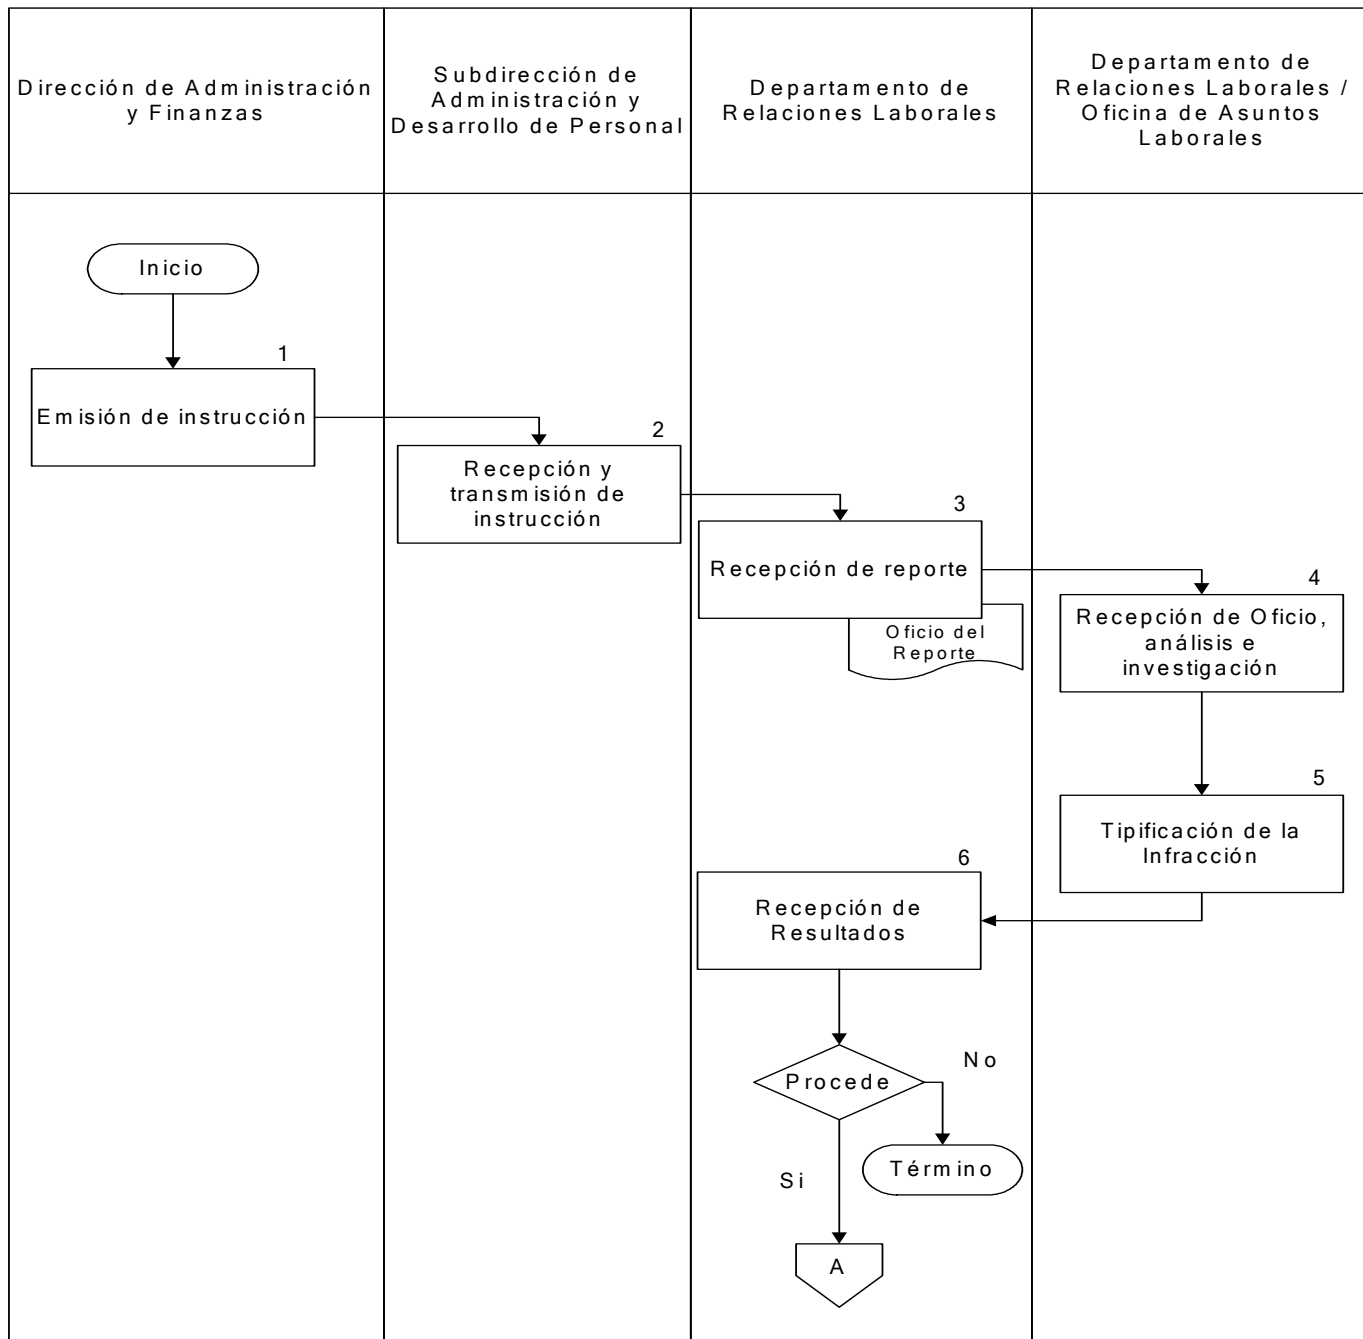 Dirección de Administración
y Finanzas
Subdirección de
Administración y
Desarrollo de Personal
Departamento de
Relaciones Laborales
Departamento de
Relaciones Laborales /
Oficina de Asuntos
Laborales
Inicio
1
Emisión de instrucción
2
Recepción y
transmisión de
instrucción
3
Recepción de reporte
Oficio del
Reporte
4
Recepción de Oficio,
análisis e
investigación
5
Tipificación de la
Infracción
6
Recepción de
Resultados
Procede
No
Término
Si
A